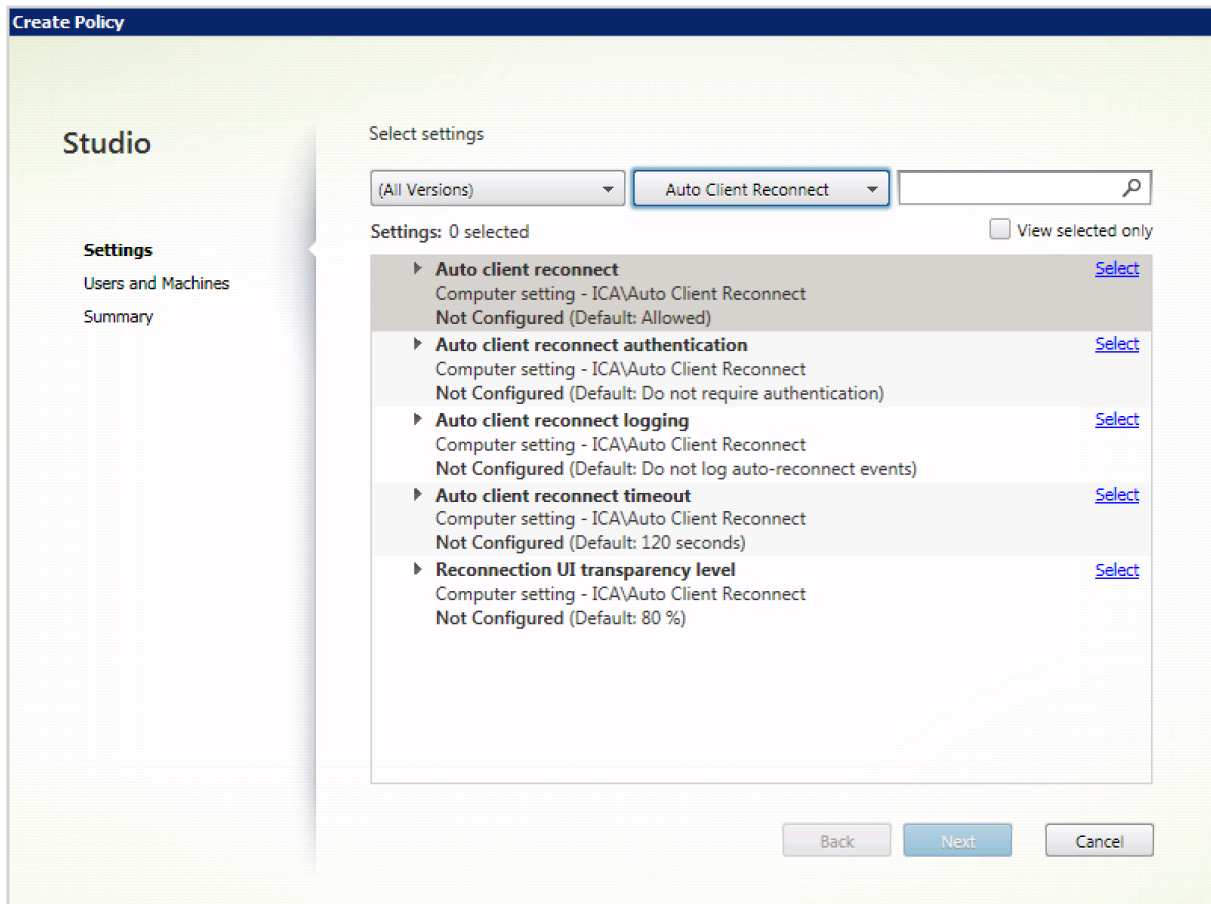 Create Policy
Studio
Settings
Users and Machines
Summary
Select settings
(All Versions)
Auto Client Reconnect
Settings: 0 selected
View selected only
Auto client reconnect
Select
Computer setting - ICA\Auto Client Reconnect
Not Configured (Default: Allowed)
Auto client reconnect authentication
Select
Computer setting - ICA\Auto Client Reconnect
Not Configured (Default: Do not require authentication)
Auto client reconnect logging
Select
Computer setting - ICA\Auto Client Reconnect
Not Configured (Default: Do not log auto-reconnect events)
Auto client reconnect timeout
Select
Computer setting - ICA\Auto Client Reconnect
Not Configured (Default: 120 seconds)
Reconnection UI transparency level
Select
Computer setting - ICA\Auto Client Reconnect
Not Configured (Default: 80 %)
Back
Next
Cancel